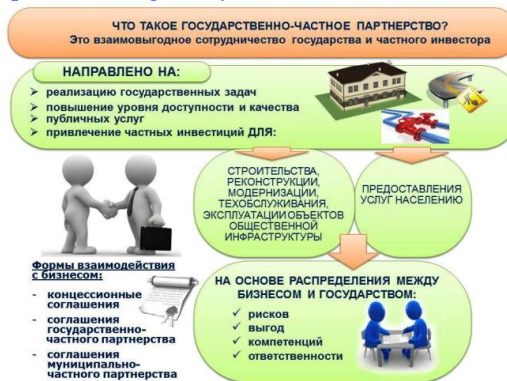 ЧТО ТАКОЕ ГОСУДАРСТВЕННО-ЧАСТНОЕ ПАРТНЕРСТВО?
Это взаимовыгодное сотрудничество государства и частного инвестора
НАПРАВЛЕНО НА:
➢ реализацию государственных задач
➢ повышение уровня доступности и качества
➢ публичных услуг
➢ привлечение частных инвестиций ДЛЯ:
СТРОИТЕЛЬСТВА,
РЕКОНСТРУКЦИИ,
МОДЕРНИЗАЦИИ,
ТЕХОБСЛУЖИВАНИЯ,
ЭКСПЛУАТАЦИИ ОБЪЕКТОВ
ОБЩЕСТВЕННОЙ
ИНФРАСТРУКТУРЫ
ПРЕДОСТАВЛЕНИЯ
УСЛУГ НАСЕЛЕНИЮ
Формы взаимодействия
с бизнесом:
- концессионные
соглашения
- соглашения
государственно-
частного партнерства
- соглашения
муниципально-
частного партнерства
НА ОСНОВЕ РАСПРЕДЕЛЕНИЯ МЕЖДУ
БИЗНЕСОМ И ГОСУДАРСТВОМ:
✓ рисков
✓ выгод
✓ компетенций
✓ ответственности